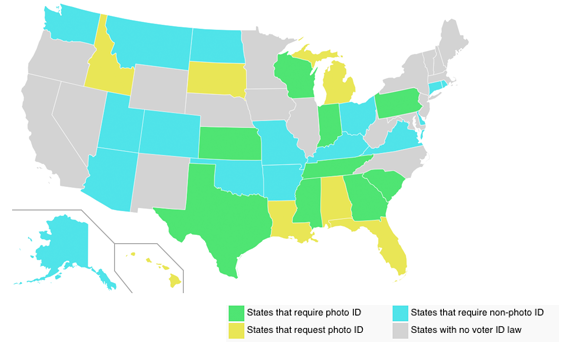 States that require photo ID
States that require non-photo ID
States that request photo ID
States with no voter ID law